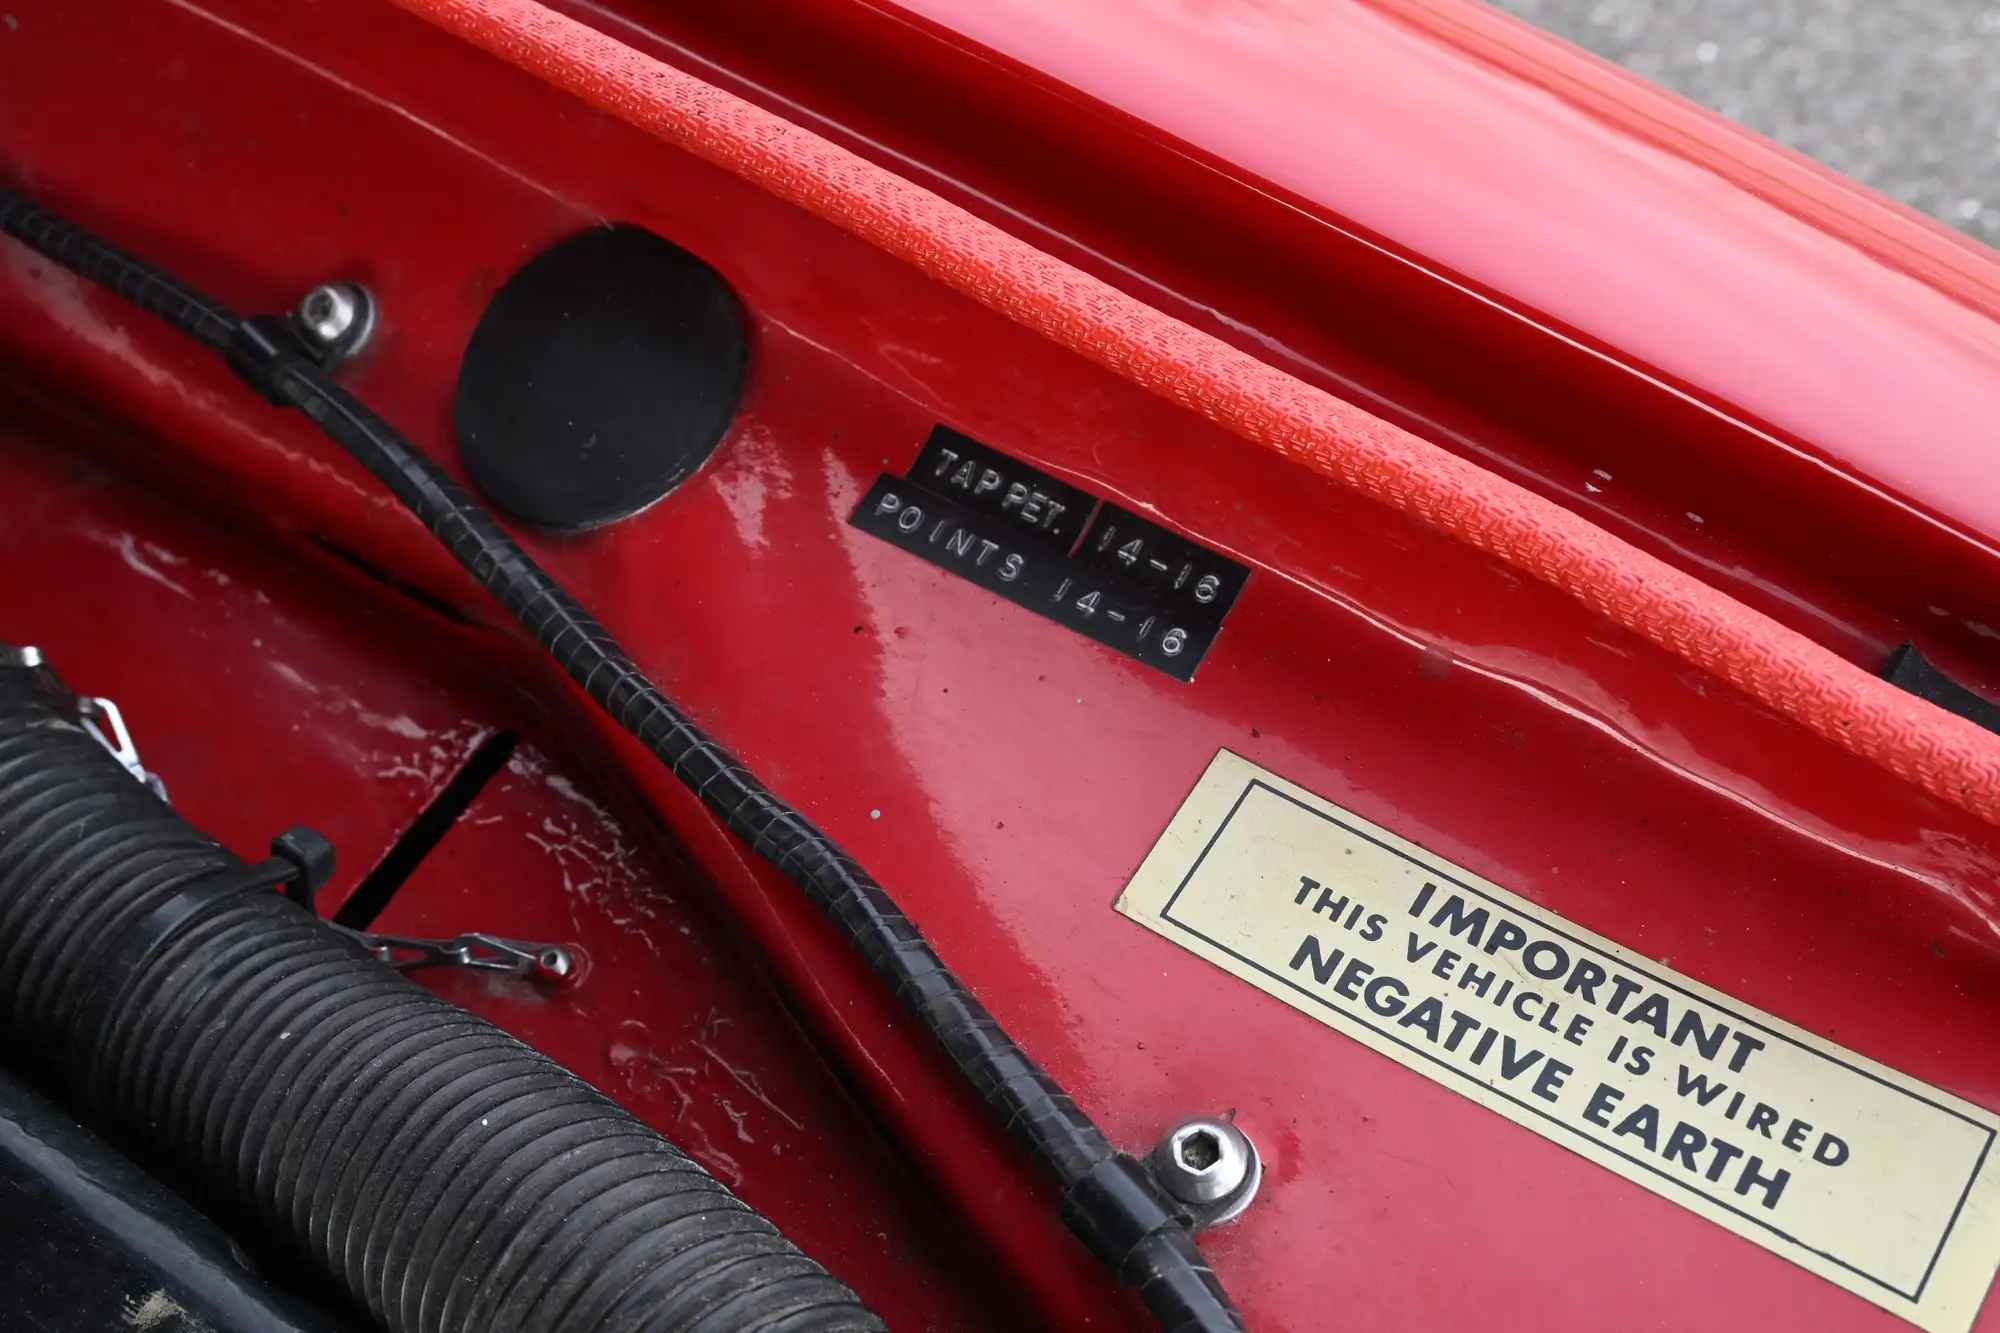 TAPPET. 14-16
POINTS 14-16
IMPORTANT
THIS VEHICLE IS WIRED
NEGATIVE EARTH